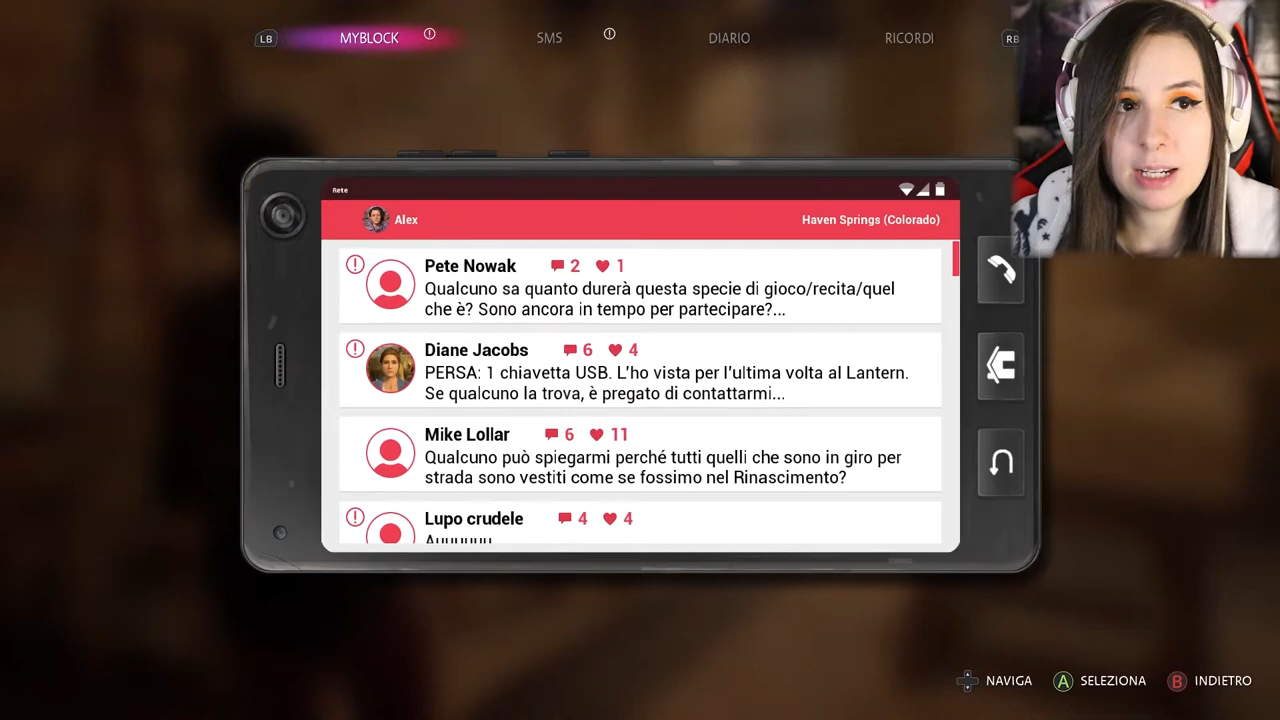 LB MYBLOCK SMS DIARIO RICORDI RB
Rete
Alex Haven Springs (Colorado)
Pete Nowak 2 1
Qualcuno sa quanto durerà questa specie di gioco/recita/quel
che è? Sono ancora in tempo per partecipare?...
Diane Jacobs 6 4
PERSA: 1 chiavetta USB. L'ho vista per l'ultima volta al Lantern.
Se qualcuno la trova, è pregato di contattarmi...
Mike Lollar 6 11
Qualcuno può spiegarmi perché tutti quelli che sono in giro per
strada sono vestiti come se fossimo nel Rinascimento?
Lupo crudele 4 4
NAVIGA A SELEZIONA B INDIETRO